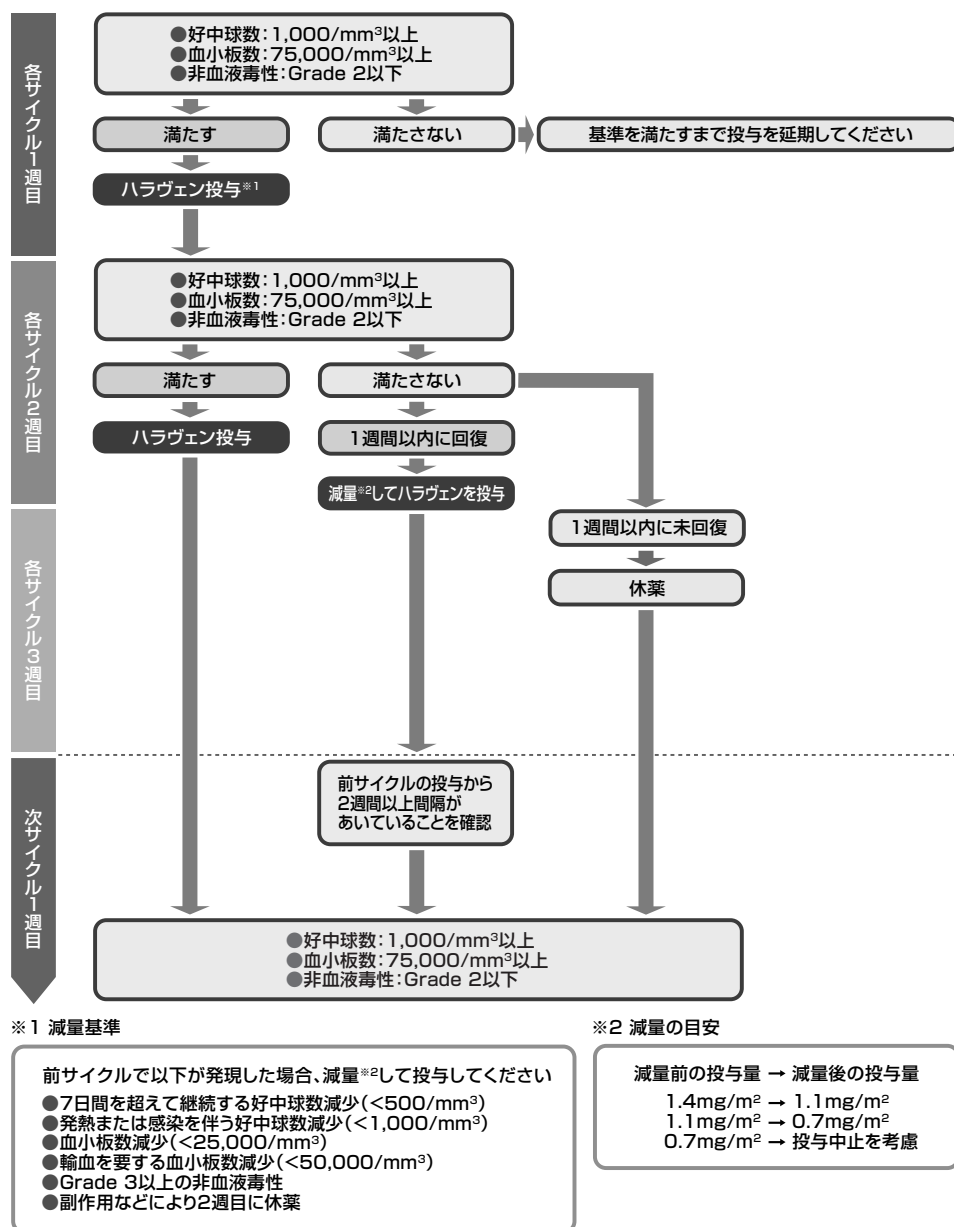 各サイクル1週目
●好中球数：1,000/mm³以上
●血小板数：75,000/mm³以上
●非血液毒性：Grade 2以下
満たす
満たさない
基準を満たすまで投与を延期してください
ハラヴェン投与※1
各サイクル2週目
●好中球数：1,000/mm³以上
●血小板数：75,000/mm³以上
●非血液毒性：Grade 2以下
満たす
満たさない
ハラヴェン投与
1週間以内に回復
減量※2してハラヴェンを投与
各サイクル3週目
1週間以内に未回復
休薬
次サイクル1週目
前サイクルの投与から
2週間以上間隔が
あいていることを確認
●好中球数：1,000/mm³以上
●血小板数：75,000/mm³以上
●非血液毒性：Grade 2以下
※1 減量基準
前サイクルで以下が発現した場合、減量※2して投与してください
●7日間を超えて継続する好中球数減少（<500/mm³）
●発熱または感染を伴う好中球数減少（<1,000/mm³）
●血小板数減少（<25,000/mm³）
●輸血を要する血小板数減少（<50,000/mm³）
●Grade 3以上の非血液毒性
●副作用などにより2週目に休薬
※2 減量の目安
減量前の投与量 → 減量後の投与量
1.4mg/m² → 1.1mg/m²
1.1mg/m² → 0.7mg/m²
0.7mg/m² → 投与中止を考慮